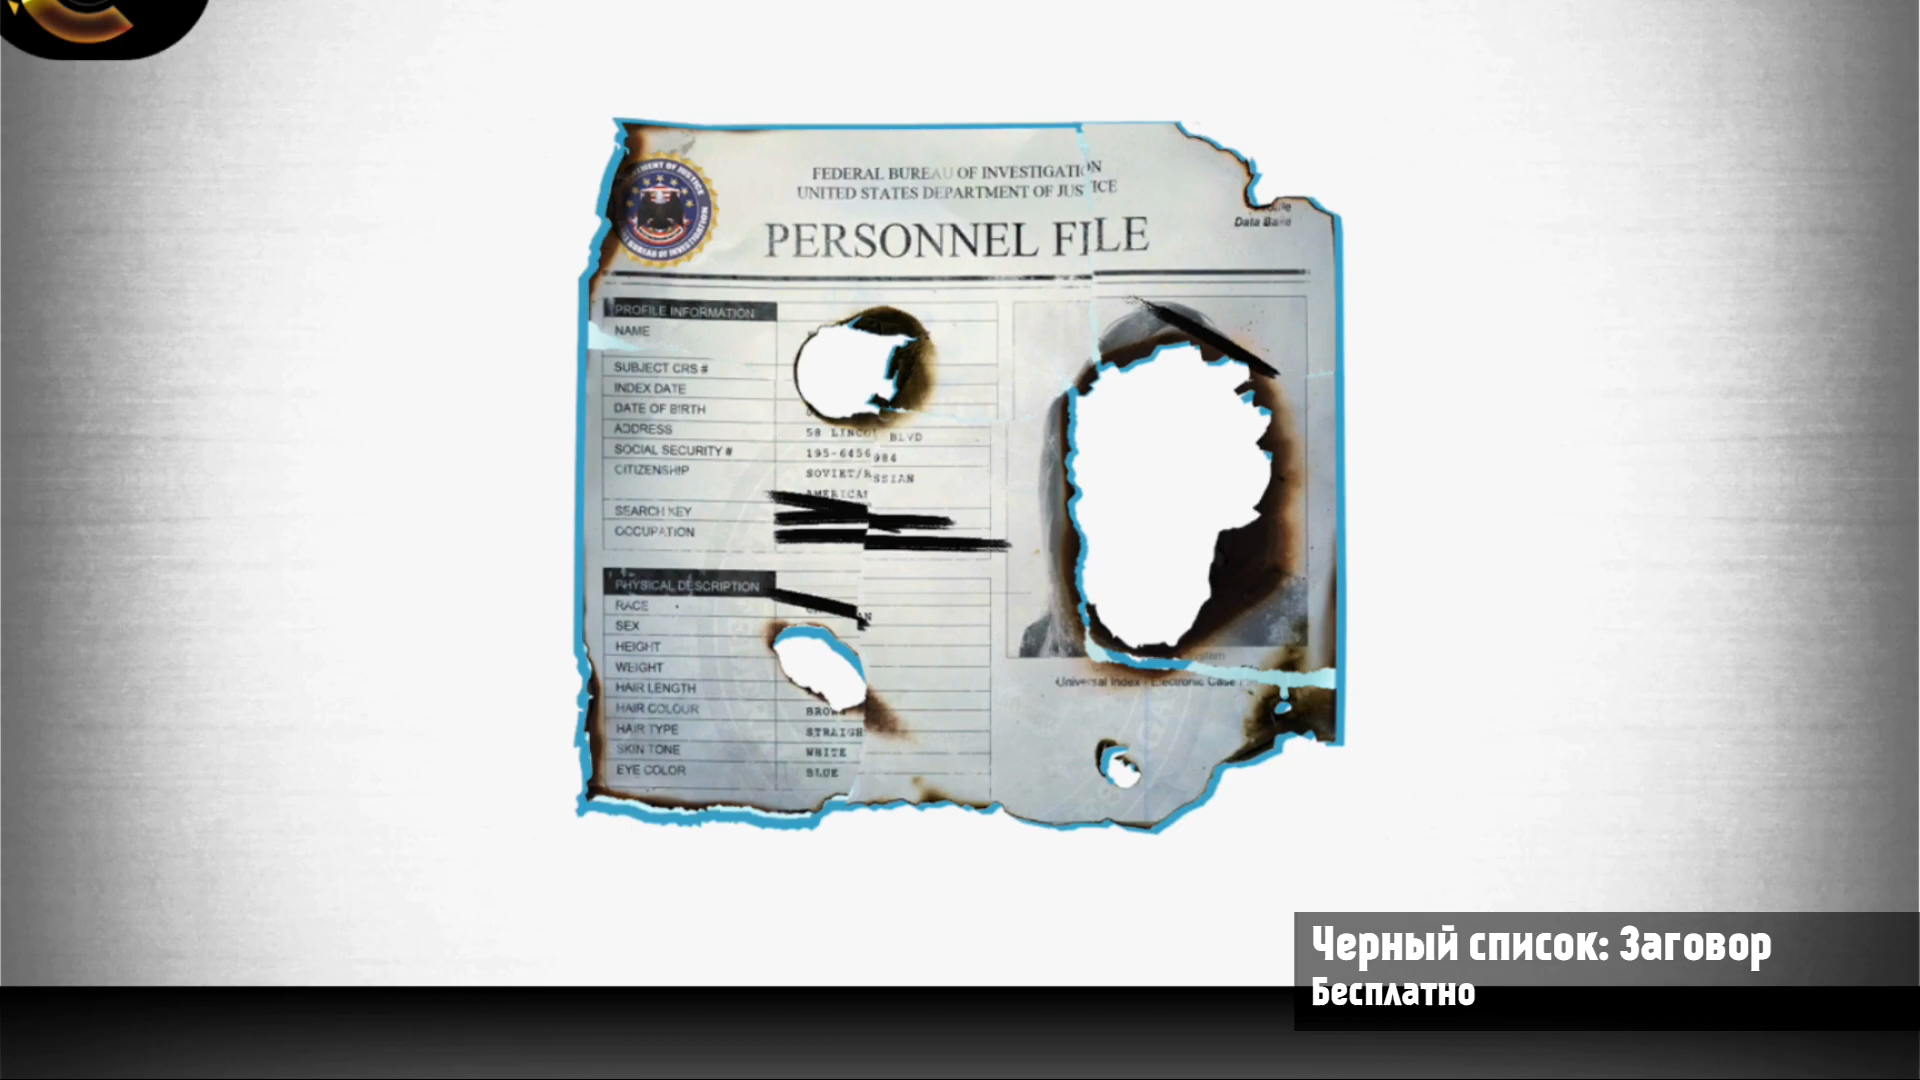 FEDERAL BUREAU OF INVESTIGATION
UNITED STATES DEPARTMENT OF JUSTICE
PERSONNEL FILE
Data Base
PROFILE INFORMATION
NAME
SUBJECT CRS #
INDEX DATE
DATE OF BIRTH
ADDRESS 58 LINCO BLVD
SOCIAL SECURITY # 195-6456 984
CITIZENSHIP SOVIET/R SSIAN
AMERICAN
SEARCH KEY
OCCUPATION
PHYSICAL DESCRIPTION
RACE
SEX
HEIGHT
WEIGHT
HAIR LENGTH
HAIR COLOUR BROWN
HAIR TYPE STRAIGH
SKIN TONE WHITE
EYE COLOR BLUE
Universal Index - Electronic Case File
Черный список: Заговор
Бесплатно